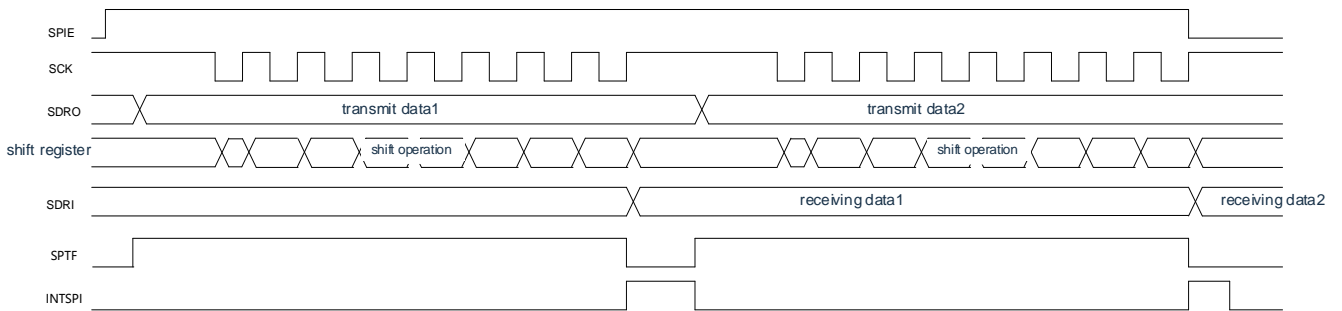 SPIE
SCK
SDRO transmit data1 transmit data2
shift register shift operation shift operation
SDRI receiving data1 receiving data2
SPTF
INTSPI